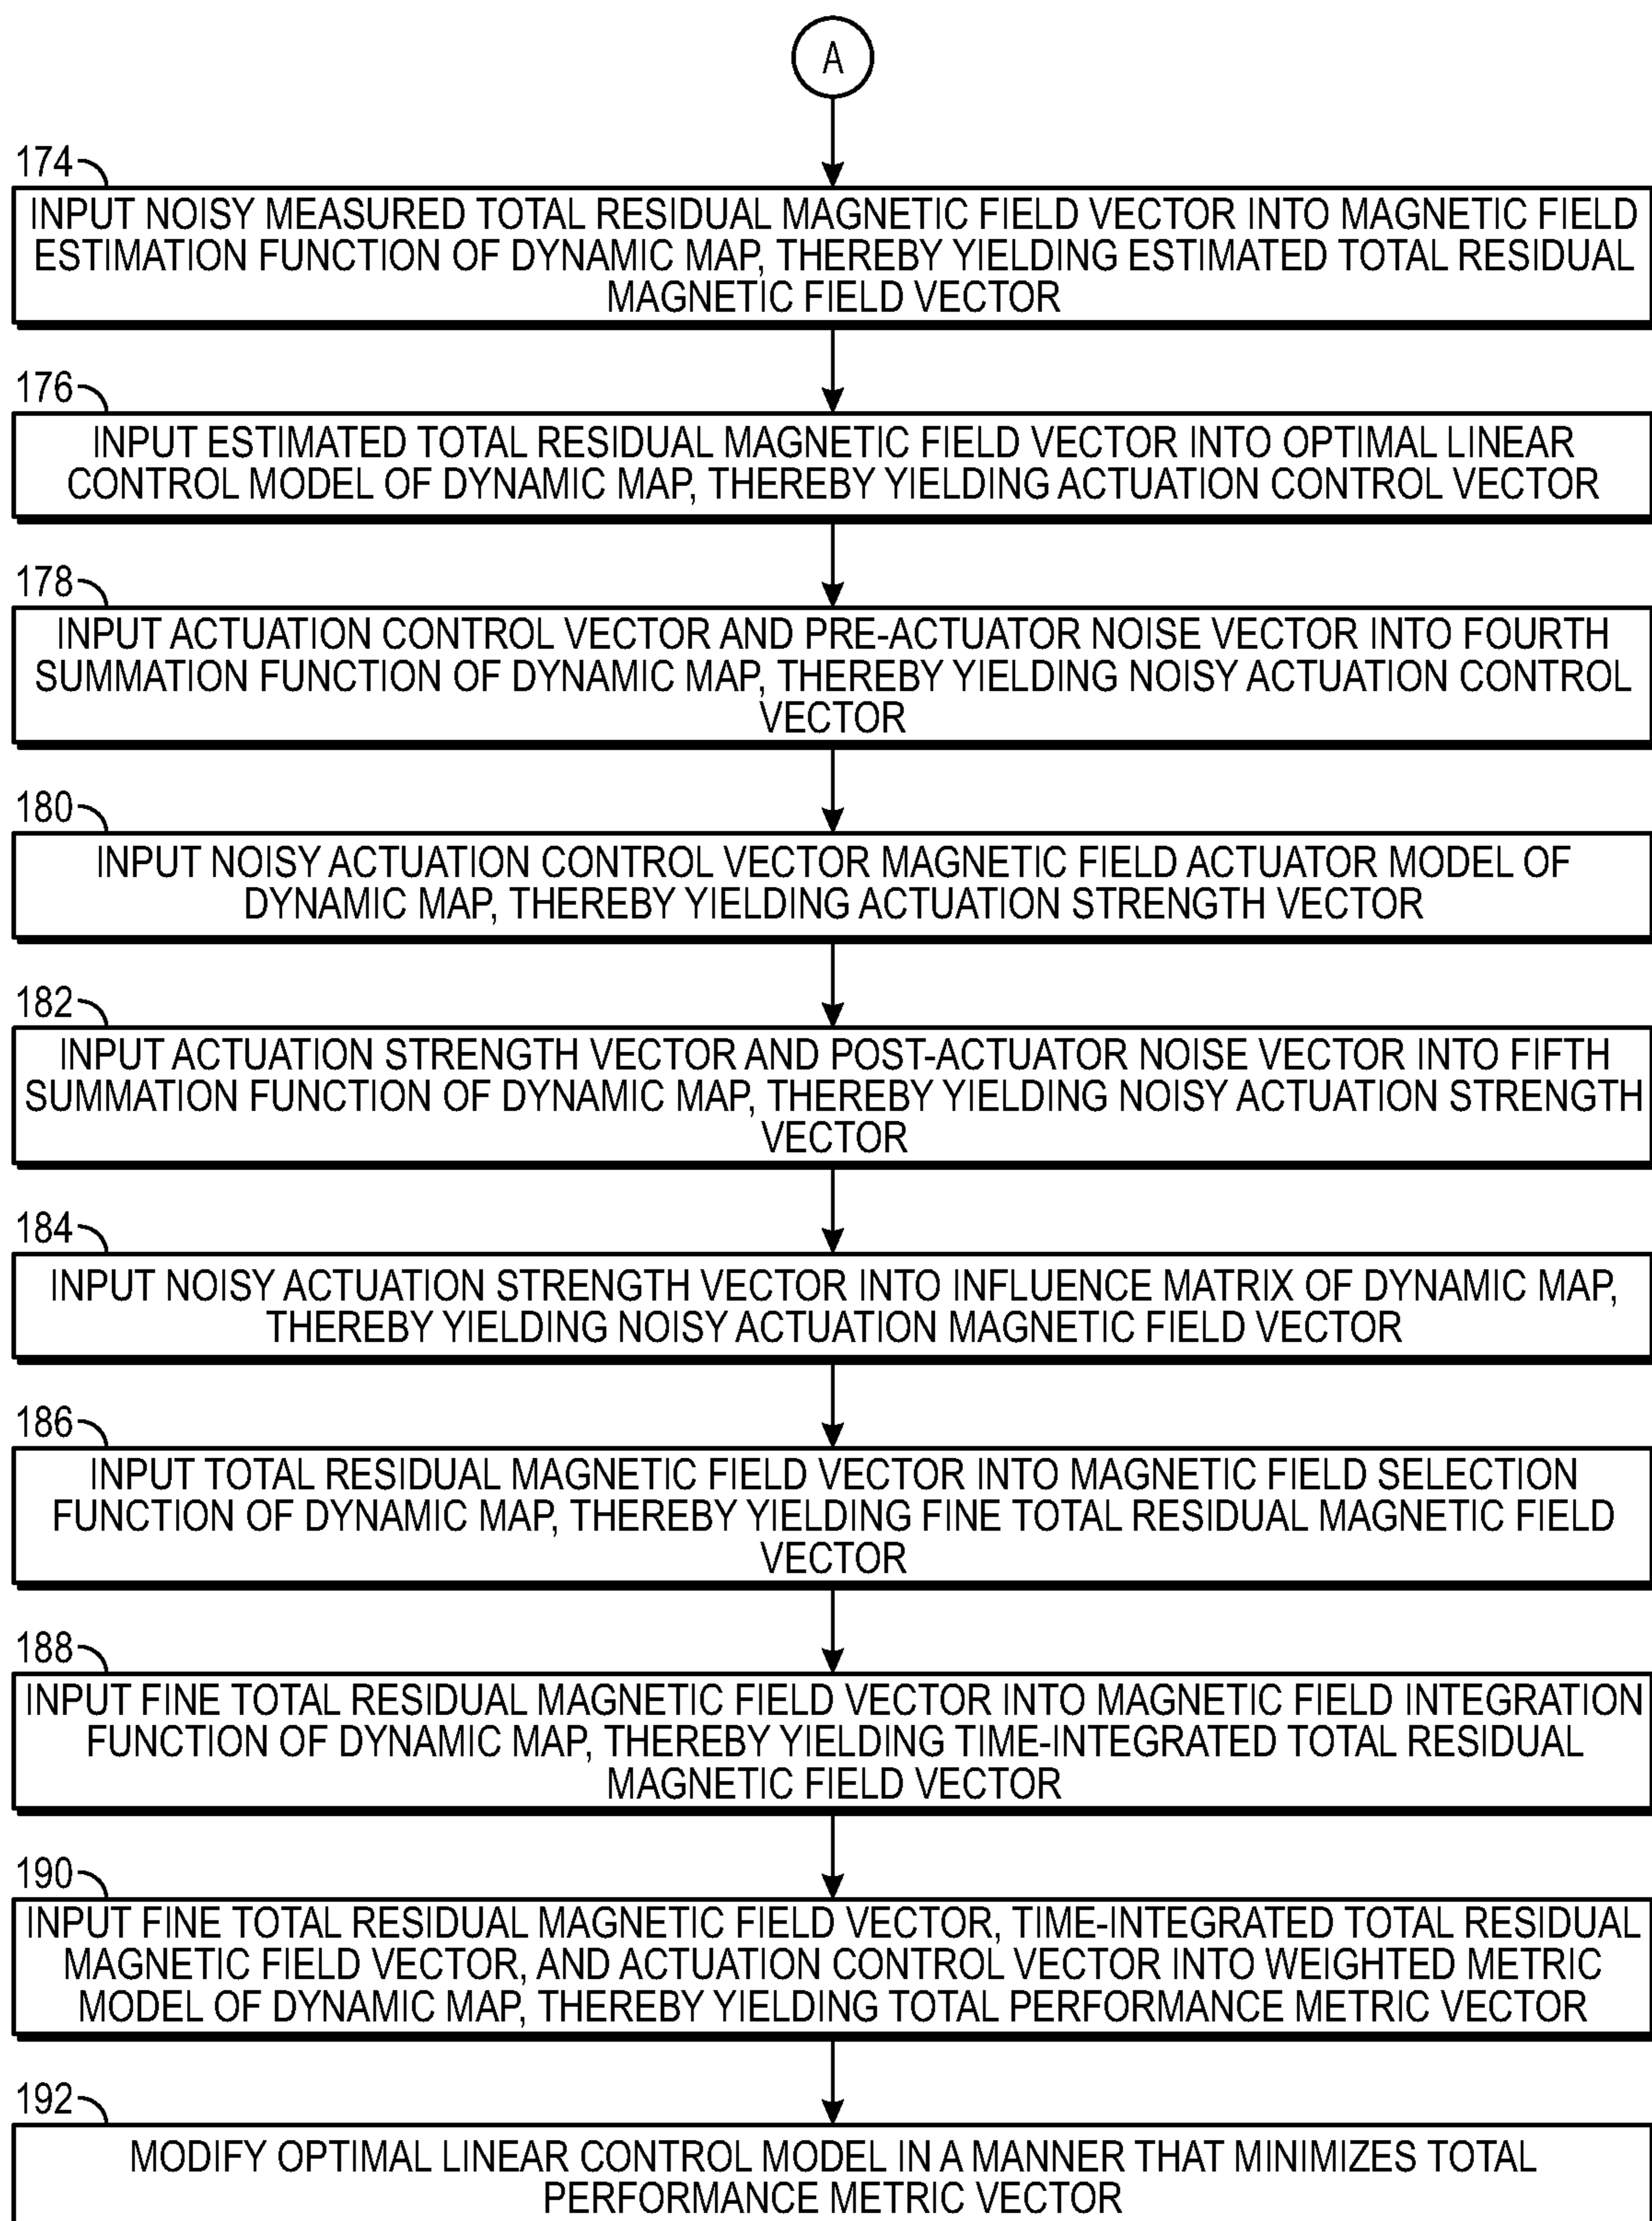 A
174
INPUT NOISY MEASURED TOTAL RESIDUAL MAGNETIC FIELD VECTOR INTO MAGNETIC FIELD
ESTIMATION FUNCTION OF DYNAMIC MAP, THEREBY YIELDING ESTIMATED TOTAL RESIDUAL
MAGNETIC FIELD VECTOR
176
INPUT ESTIMATED TOTAL RESIDUAL MAGNETIC FIELD VECTOR INTO OPTIMAL LINEAR
CONTROL MODEL OF DYNAMIC MAP, THEREBY YIELDING ACTUATION CONTROL VECTOR
178
INPUT ACTUATION CONTROL VECTOR AND PRE-ACTUATOR NOISE VECTOR INTO FOURTH
SUMMATION FUNCTION OF DYNAMIC MAP, THEREBY YIELDING NOISY ACTUATION CONTROL
VECTOR
180
INPUT NOISY ACTUATION CONTROL VECTOR MAGNETIC FIELD ACTUATOR MODEL OF
DYNAMIC MAP, THEREBY YIELDING ACTUATION STRENGTH VECTOR
182
INPUT ACTUATION STRENGTH VECTOR AND POST-ACTUATOR NOISE VECTOR INTO FIFTH
SUMMATION FUNCTION OF DYNAMIC MAP, THEREBY YIELDING NOISY ACTUATION STRENGTH
VECTOR
184
INPUT NOISY ACTUATION STRENGTH VECTOR INTO INFLUENCE MATRIX OF DYNAMIC MAP,
THEREBY YIELDING NOISY ACTUATION MAGNETIC FIELD VECTOR
186
INPUT TOTAL RESIDUAL MAGNETIC FIELD VECTOR INTO MAGNETIC FIELD SELECTION
FUNCTION OF DYNAMIC MAP, THEREBY YIELDING FINE TOTAL RESIDUAL MAGNETIC FIELD
VECTOR
188
INPUT FINE TOTAL RESIDUAL MAGNETIC FIELD VECTOR INTO MAGNETIC FIELD INTEGRATION
FUNCTION OF DYNAMIC MAP, THEREBY YIELDING TIME-INTEGRATED TOTAL RESIDUAL
MAGNETIC FIELD VECTOR
190
INPUT FINE TOTAL RESIDUAL MAGNETIC FIELD VECTOR, TIME-INTEGRATED TOTAL RESIDUAL
MAGNETIC FIELD VECTOR, AND ACTUATION CONTROL VECTOR INTO WEIGHTED METRIC
MODEL OF DYNAMIC MAP, THEREBY YIELDING TOTAL PERFORMANCE METRIC VECTOR
192
MODIFY OPTIMAL LINEAR CONTROL MODEL IN A MANNER THAT MINIMIZES TOTAL
PERFORMANCE METRIC VECTOR